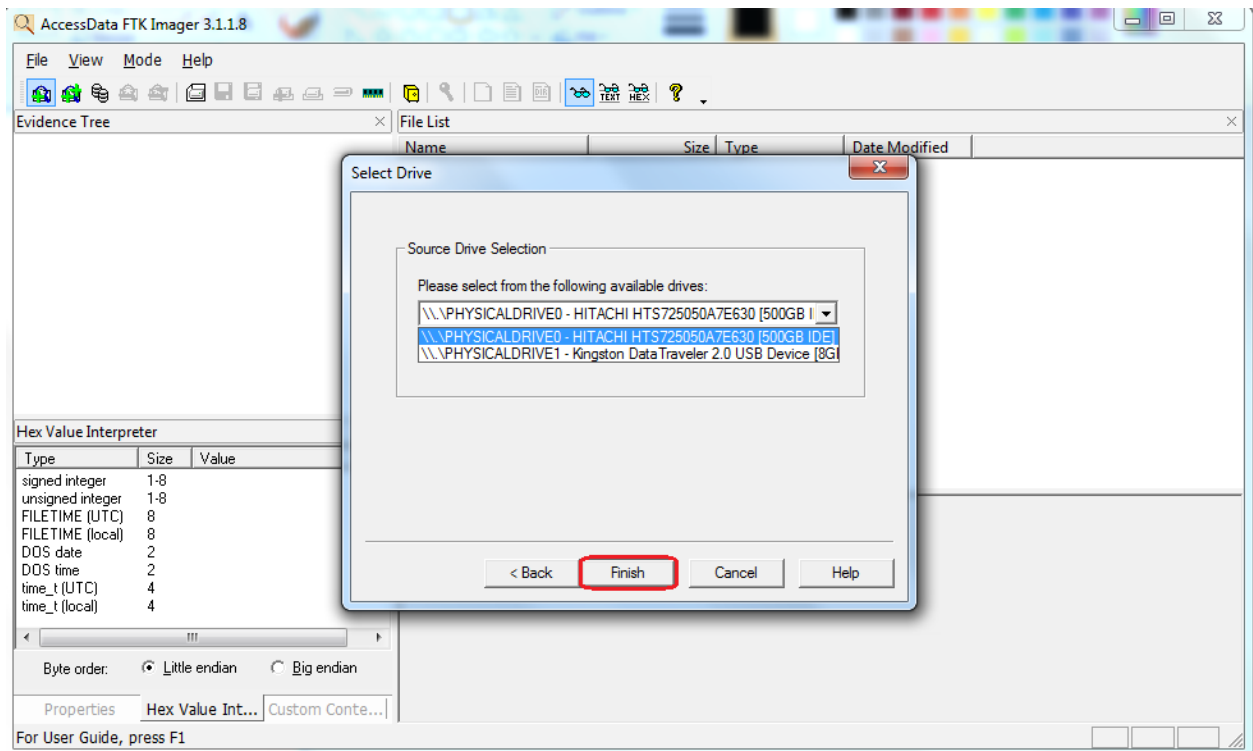 AccessData FTK Imager 3.1.1.8
File View Mode Help
TEXT HEX ?
Evidence Tree
File List
Name Size Type Date Modified
Select Drive
Source Drive Selection
Please select from the following available drives:
\\.\PHYSICALDRIVE0 - HITACHI HTS725050A7E630 [500GB I
\\.\PHYSICALDRIVE0 - HITACHI HTS725050A7E630 [500GB IDE]
\\.\PHYSICALDRIVE1 - Kingston DataTraveler 2.0 USB Device [8GI
< Back Finish Cancel Help
Hex Value Interpreter
Type Size Value
signed integer 1-8
unsigned integer 1-8
FILETIME (UTC) 8
FILETIME (local) 8
DOS date 2
DOS time 2
time_t (UTC) 4
time_t (local) 4
Byte order: Little endian Big endian
Properties Hex Value Int... Custom Conte...
For User Guide, press F1